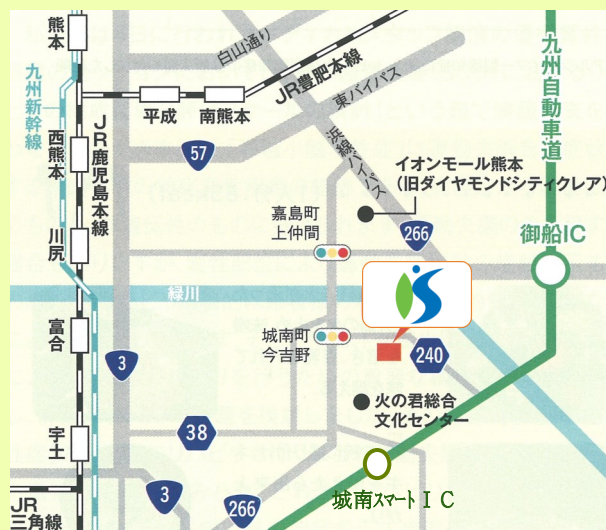 熊本
白山通り
九州自動車道
JR豊肥本線
東バイパス
九州新幹線
平成
南熊本
JR鹿児島本線
西熊本
57
浜線バイパス
イオンモール熊本
(旧ダイヤモンドシティクレア)
嘉島町
上仲間
266
川尻
御船IC
緑川
富合
城南町
今吉野
3
240
火の君総合
文化センター
38
宇土
城南スマートIC
3
266
JR
三角線